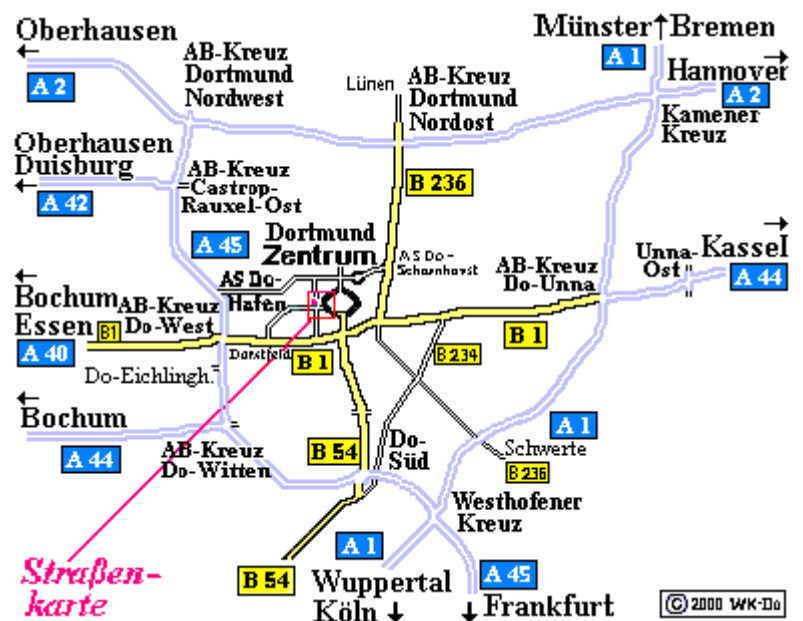 Oberhausen
A 2
AB-Kreuz
Dortmund
Nordwest
Lünen
AB-Kreuz
Dortmund
Nordost
Münster Bremen
A 1
Hannover
A 2
Kamener
Kreuz
Oberhausen
Duisburg
A 42
AB-Kreuz
Castrop-
Rauxel-Ost
B 236
A 45
Dortmund
Zentrum
AS Do-
Scharnhorst
AS Do-
Hafen
AB-Kreuz
Do-Unna
Unna-
Ost
Kassel
A 44
Bochum
Essen
B1
A 40
AB-Kreuz
Do-West
Dorstfeld
B 1
B 234
B 1
Do-Eichlingh.
Bochum
A 44
AB-Kreuz
Do-Witten
B 54
Do-
Süd
A 1
Schwerte
B 236
Westhofener
Kreuz
A 1
B 54
Wuppertal
Köln
A 45
Frankfurt
Straßen-
karte
© 2000 WK-Do